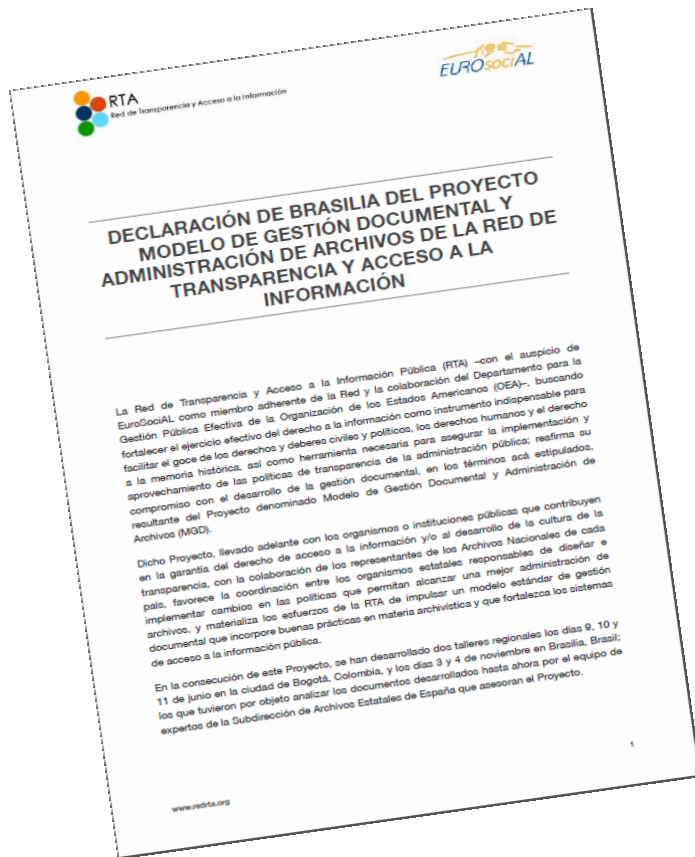 RTA
Red de Transparencia y Acceso a la Información
EUROsociAL
DECLARACIÓN DE BRASILIA DEL PROYECTO
MODELO DE GESTIÓN DOCUMENTAL Y
ADMINISTRACIÓN DE ARCHIVOS DE LA RED DE
TRANSPARENCIA Y ACCESO A LA
INFORMACIÓN
La Red de Transparencia y Acceso a la Información Pública (RTA) –con el auspicio de
EuroSociAL como miembro adherente de la Red y la colaboración del Departamento para la
Gestión Pública Efectiva de la Organización de los Estados Americanos (OEA)–, buscando
fortalecer el ejercicio efectivo del derecho a la información como instrumento indispensable para
facilitar el goce de los derechos y deberes civiles y políticos, los derechos humanos y el derecho
a la memoria histórica, así como herramienta necesaria para asegurar la implementación y
aprovechamiento de las políticas de transparencia de la administración pública; reafirma su
compromiso con el desarrollo de la gestión documental, en los términos acá estipulados,
resultante del Proyecto denominado Modelo de Gestión Documental y Administración de
Archivos (MGD).
Dicho Proyecto, llevado adelante con los organismos o instituciones públicas que contribuyen
en la garantía del derecho de acceso a la información y/o al desarrollo de la cultura de la
transparencia, con la colaboración de los representantes de los Archivos Nacionales de cada
país, favorece la coordinación entre los organismos estatales responsables de diseñar e
implementar cambios en las políticas que permitan alcanzar una mejor administración de
archivos, y materializa los esfuerzos de la RTA de impulsar un modelo estándar de gestión
documental que incorpore buenas prácticas en materia archivística y que fortalezca los sistemas
de acceso a la información pública.
En la consecución de este Proyecto, se han desarrollado dos talleres regionales los días 9, 10 y
11 de junio en la ciudad de Bogotá, Colombia, y los días 3 y 4 de noviembre en Brasilia, Brasil;
los que tuvieron por objeto analizar los documentos desarrollados hasta ahora por el equipo de
expertos de la Subdirección de Archivos Estatales de España que asesoran el Proyecto.
1
www.redrta.org